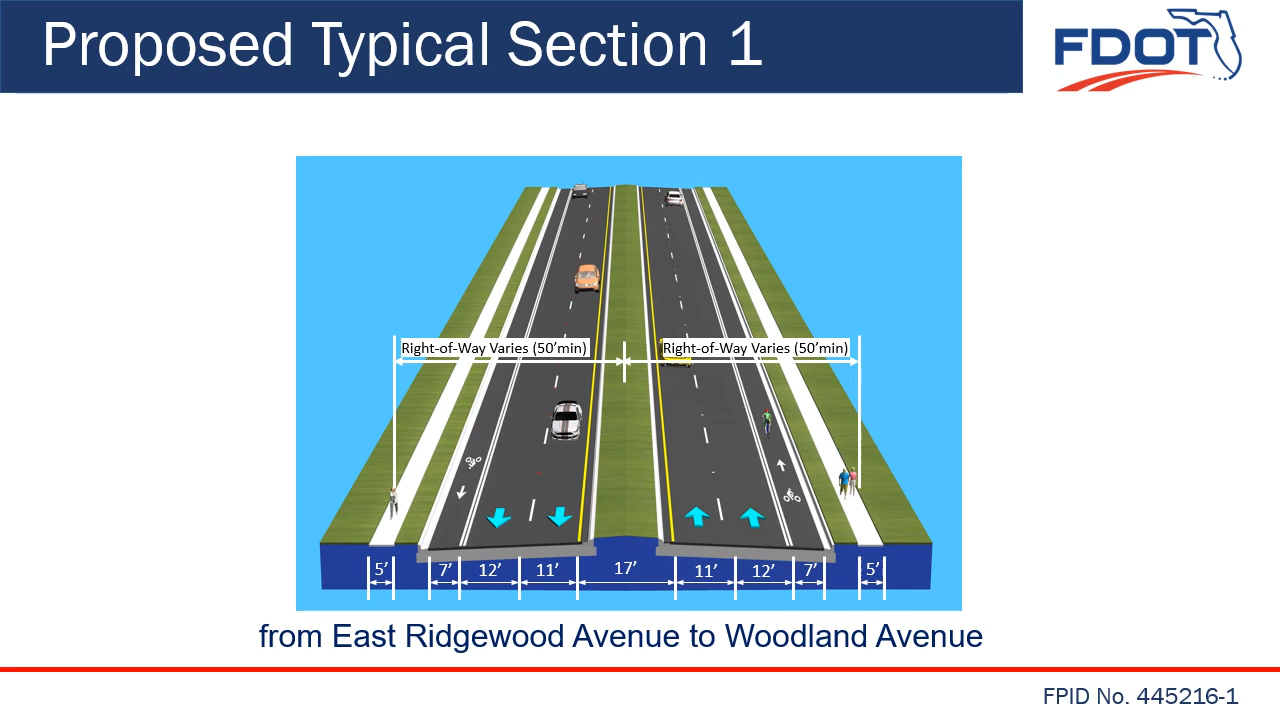 Proposed Typical Section 1
FDOT
Right-of-Way Varies (50’min)
Right-of-Way Varies (50’min)
5’
7’
12’
11’
17’
11’
12’
7’
5’
from East Ridgewood Avenue to Woodland Avenue
FPID No. 445216-1